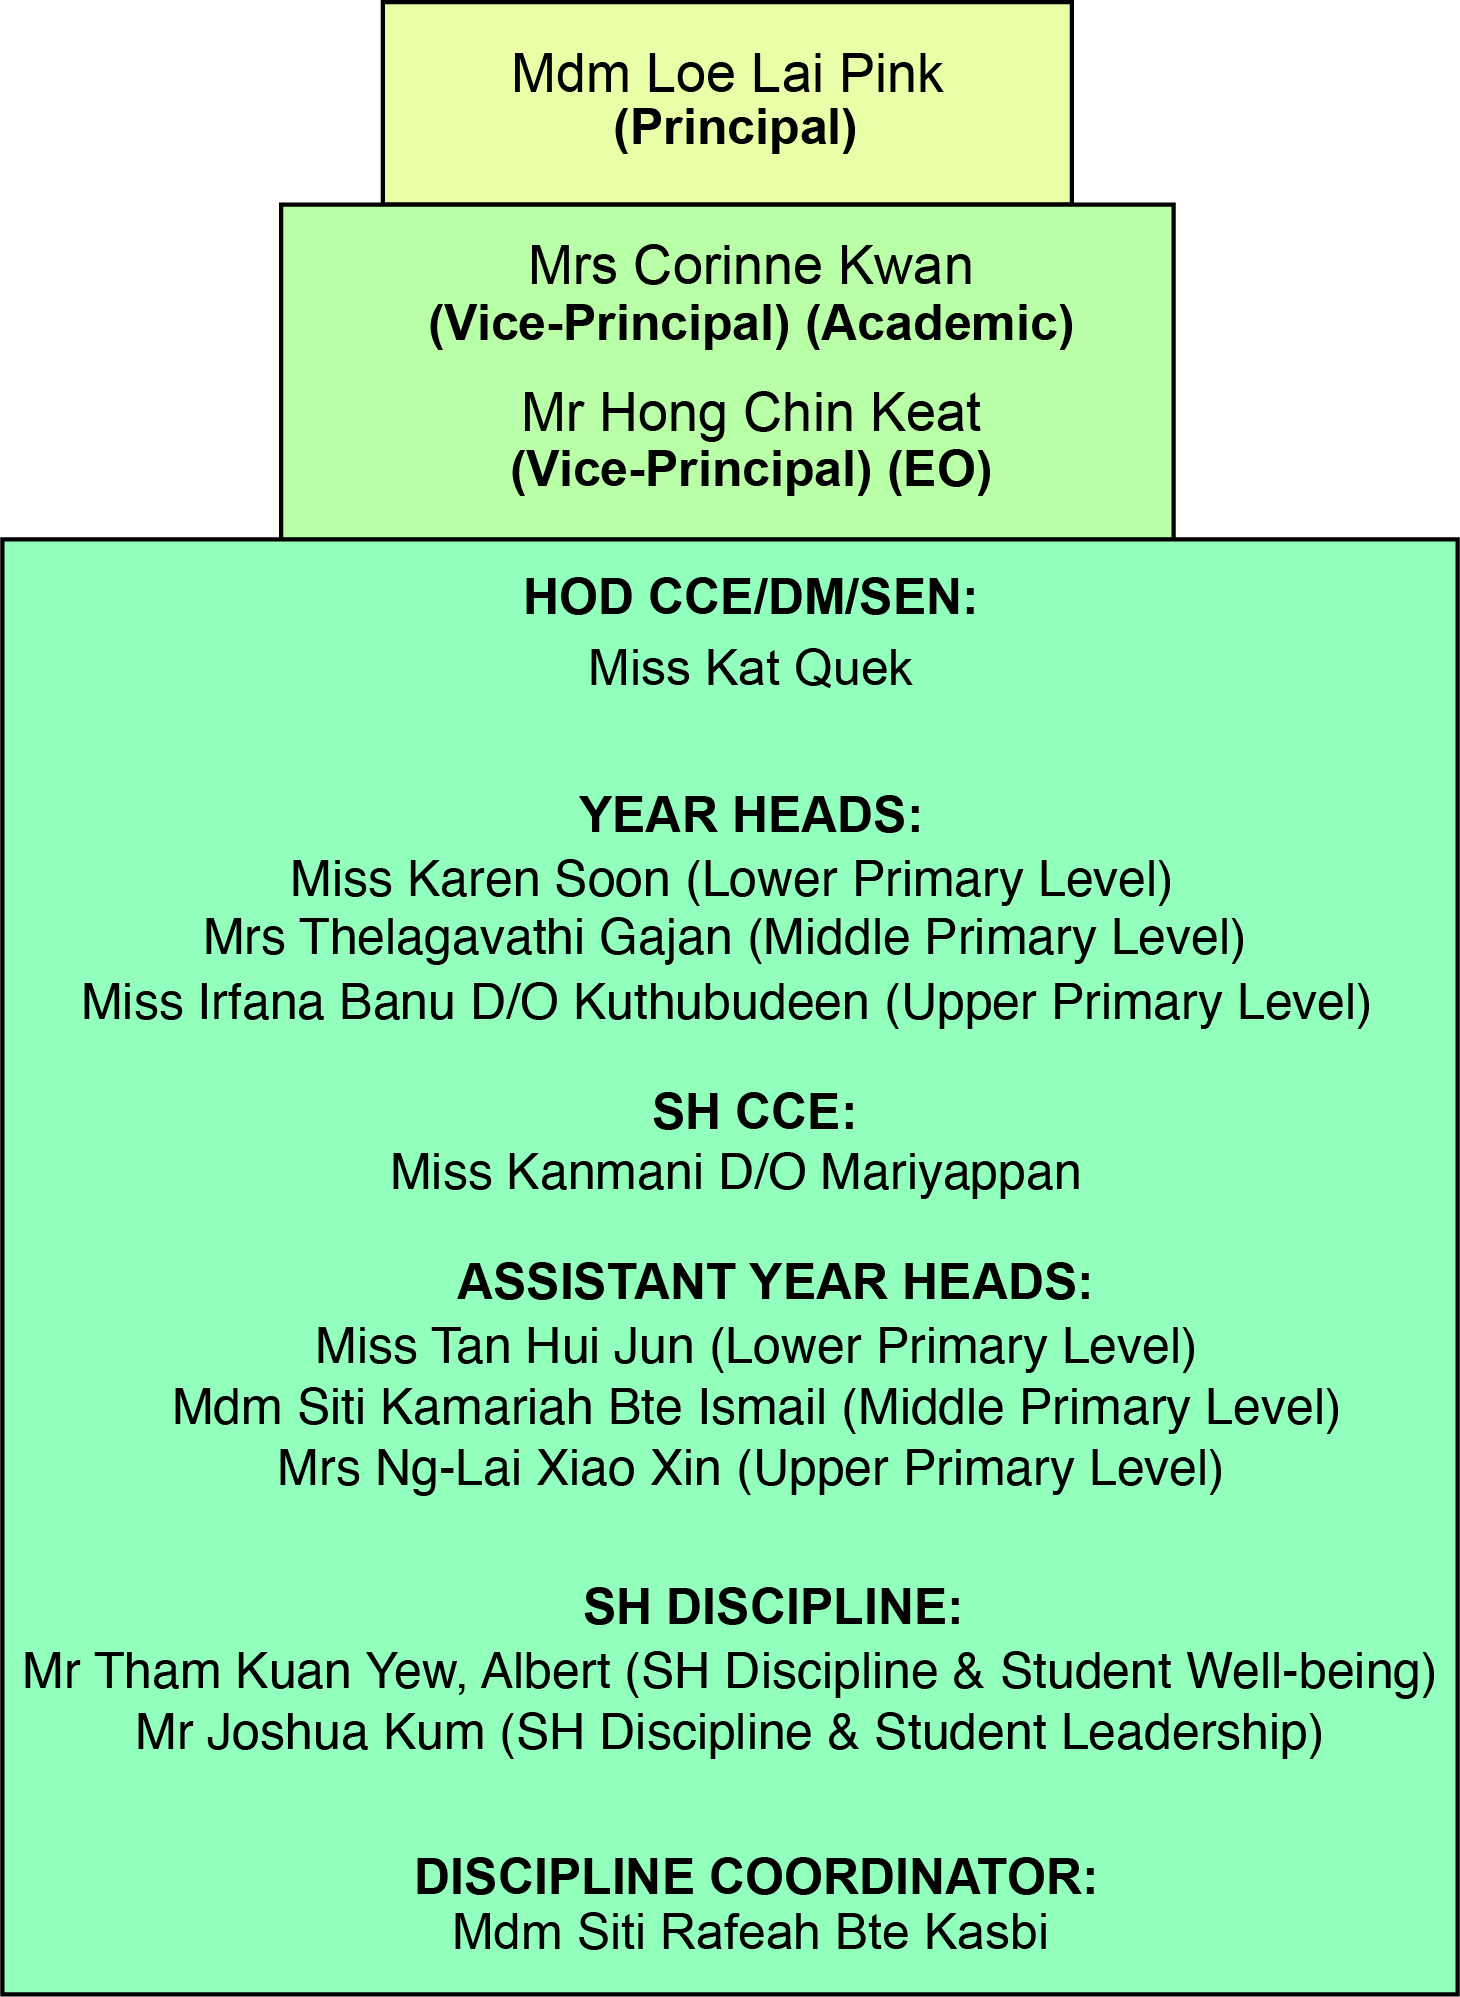 Mdm Loe Lai Pink
(Principal)
Mrs Corinne Kwan
(Vice-Principal) (Academic)
Mr Hong Chin Keat
(Vice-Principal) (EO)
HOD CCE/DM/SEN:
Miss Kat Quek
YEAR HEADS:
Miss Karen Soon (Lower Primary Level)
Mrs Thelagavathi Gajan (Middle Primary Level)
Miss Irfana Banu D/O Kuthubudeen (Upper Primary Level)
SH CCE:
Miss Kanmani D/O Mariyappan
ASSISTANT YEAR HEADS:
Miss Tan Hui Jun (Lower Primary Level)
Mdm Siti Kamariah Bte Ismail (Middle Primary Level)
Mrs Ng-Lai Xiao Xin (Upper Primary Level)
SH DISCIPLINE:
Mr Tham Kuan Yew, Albert (SH Discipline & Student Well-being)
Mr Joshua Kum (SH Discipline & Student Leadership)
DISCIPLINE COORDINATOR:
Mdm Siti Rafeah Bte Kasbi